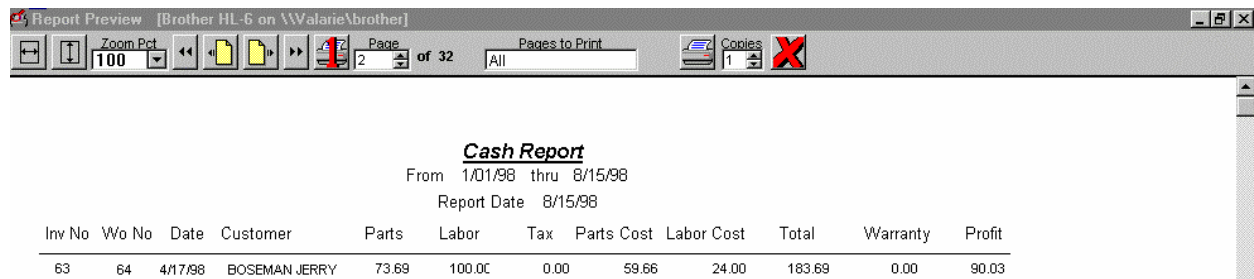 Report Preview [Brother HL-6 on \\Valarie\brother]
Zoom Pct Page Pages to Print Copies
100 1 2 of 32 All 1
Cash Report
From 1/01/98 thru 8/15/98
Report Date 8/15/98
Inv No Wo No Date Customer Parts Labor Tax Parts Cost Labor Cost Total Warranty Profit
63 64 4/17/98 BOSEMAN JERRY 73.69 100.00 0.00 59.66 24.00 183.69 0.00 90.03